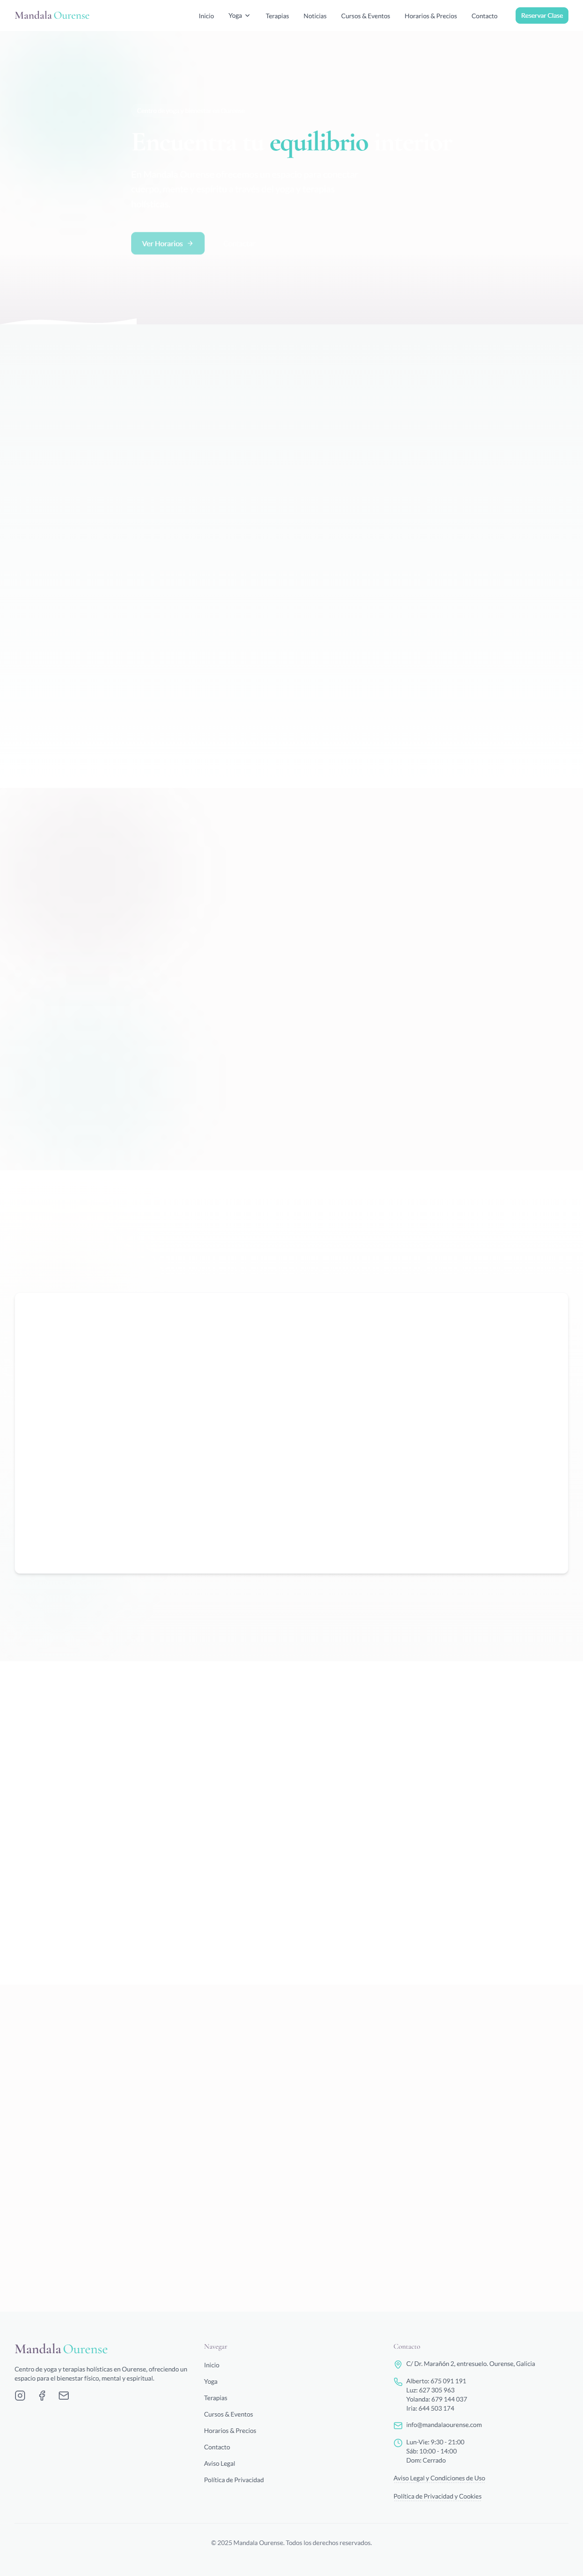 Mandala Ourense
Inicio
Yoga
Terapias
Noticias
Cursos & Eventos
Horarios & Precios
Contacto
Reservar Clase
Encuentra tu equilibrio interior
Ver Horarios
Mandala Ourense
Centro de yoga y terapias holísticas en Ourense, ofreciendo un
espacio para el bienestar físico, mental y espiritual.
Navegar
Inicio
Yoga
Terapias
Cursos & Eventos
Horarios & Precios
Contacto
Aviso Legal
Política de Privacidad
Contacto
C/ Dr. Marañón 2, entresuelo. Ourense, Galicia
Alberto: 675 091 191
Luz: 627 305 963
Yolanda: 679 144 037
Iria: 644 503 174
info@mandalaourense.com
Lun-Vie: 9:30 - 21:00
Sáb: 10:00 - 14:00
Dom: Cerrado
Aviso Legal y Condiciones de Uso
Política de Privacidad y Cookies
© 2025 Mandala Ourense. Todos los derechos reservados.